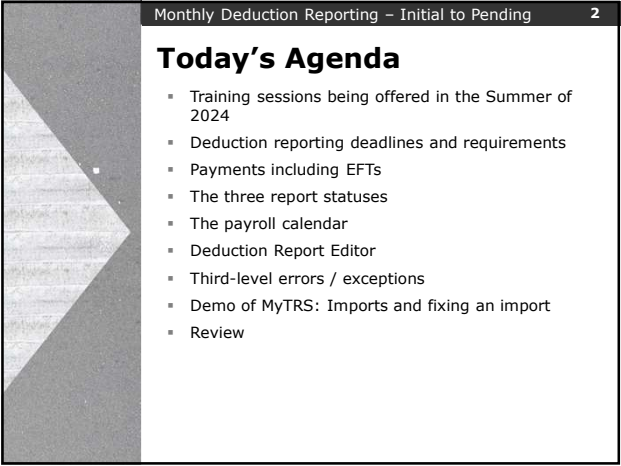 Monthly Deduction Reporting – Initial to Pending 2
Today's Agenda
▪ Training sessions being offered in the Summer of
2024
▪ Deduction reporting deadlines and requirements
▪ Payments including EFTs
▪ The three report statuses
▪ The payroll calendar
▪ Deduction Report Editor
▪ Third-level errors / exceptions
▪ Demo of MyTRS: Imports and fixing an import
▪ Review